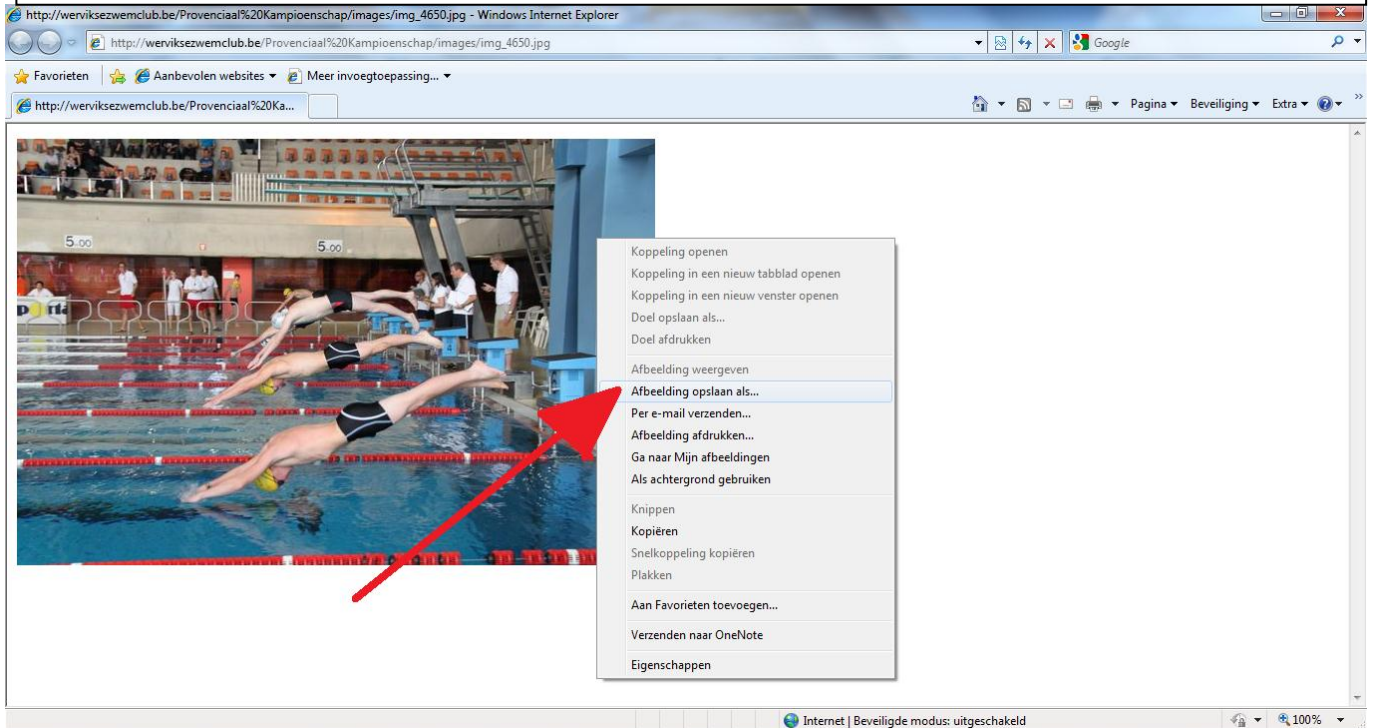 http://werviksezwemclub.be/Provenciaal%20Kampioenschap/images/img_4650.jpg - Windows Internet Explorer
http://werviksezwemclub.be/Provenciaal%20Kampioenschap/images/img_4650.jpg
Google
Favorieten Aanbevolen websites Meer invoegtoepassing...
http://werviksezwemclub.be/Provenciaal%20Ka...
Pagina Beveiliging Extra
5.00
5.00
4
Koppeling openen
Koppeling in een nieuw tabblad openen
Koppeling in een nieuw venster openen
Doel opslaan als...
Doel afdrukken
Afbeelding weergeven
Afbeelding opslaan als...
Per e-mail verzenden...
Afbeelding afdrukken...
Ga naar Mijn afbeeldingen
Als achtergrond gebruiken
Knippen
Kopiëren
Snelkoppeling kopiëren
Plakken
Aan Favorieten toevoegen...
Verzenden naar OneNote
Eigenschappen
Internet | Beveiligde modus: uitgeschakeld
100%